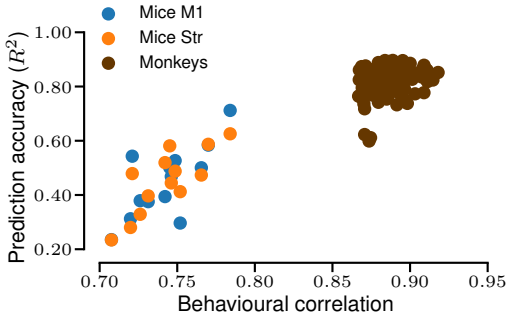 Mice M1
Mice Str
Monkeys
Prediction accuracy (R²)
1.00
0.80
0.60
0.40
0.20
0.70 0.75 0.80 0.85 0.90 0.95
Behavioural correlation